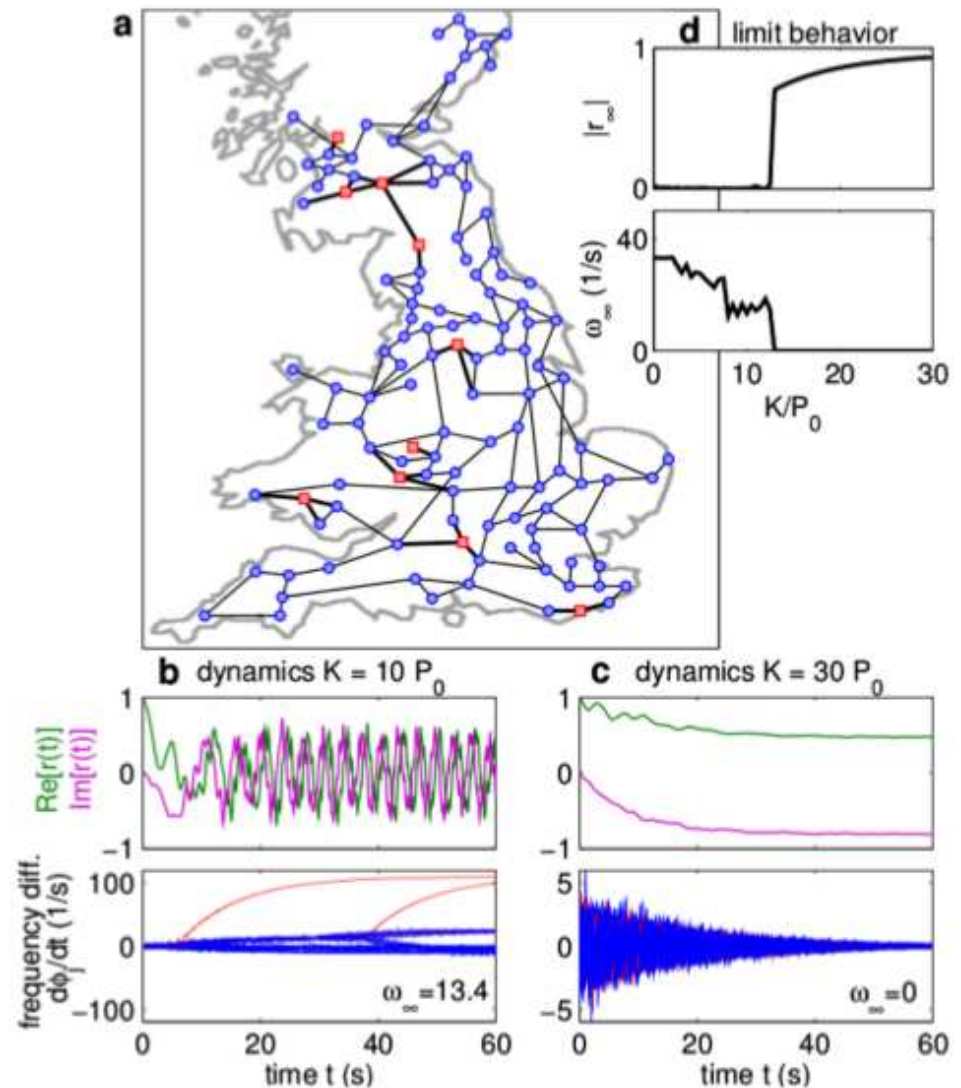 a
d limit behavior
1
|r∞|
0
40
ω∞ (1/s)
0
0 10 20 30
K/P0
b dynamics K = 10 P0
c dynamics K = 30 P0
1
Re[r(t)]
Im[r(t)]
0
−1
1
0
−1
100
frequency diff.
dϕj/dt (1/s)
0
−100
ω∞=13.4
5
0
−5
ω∞=0
0 20 40 60
time t (s)
0 20 40 60
time t (s)